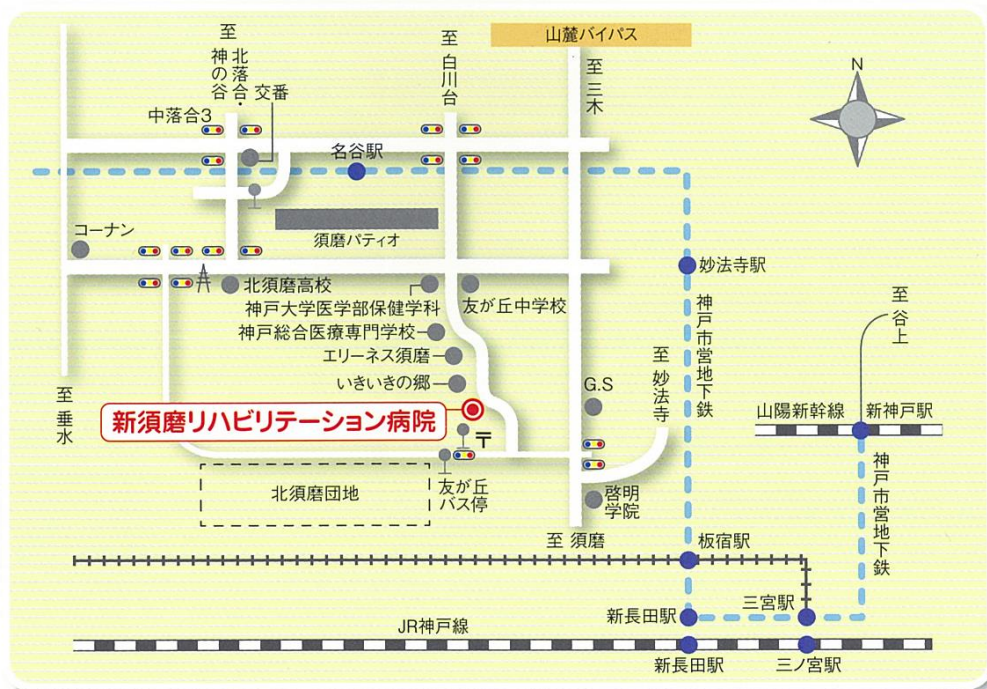 山麓バイパス
至 北落合・神の谷
至 白川台
至 三木
N
交番
中落合3
名谷駅
コーナン
須磨パティオ
妙法寺駅
北須磨高校
神戸大学医学部保健学科
友が丘中学校
神戸総合医療専門学校
エリーネス須磨
いきいきの郷
至 垂水
新須磨リハビリテーション病院
〒
G.S
至 妙法寺
神戸市営地下鉄
至 谷上
山陽新幹線
新神戸駅
北須磨団地
友が丘
バス停
啓明
学院
至 須磨
神戸市営地下鉄
板宿駅
新長田駅
三宮駅
JR神戸線
新長田駅
三ノ宮駅